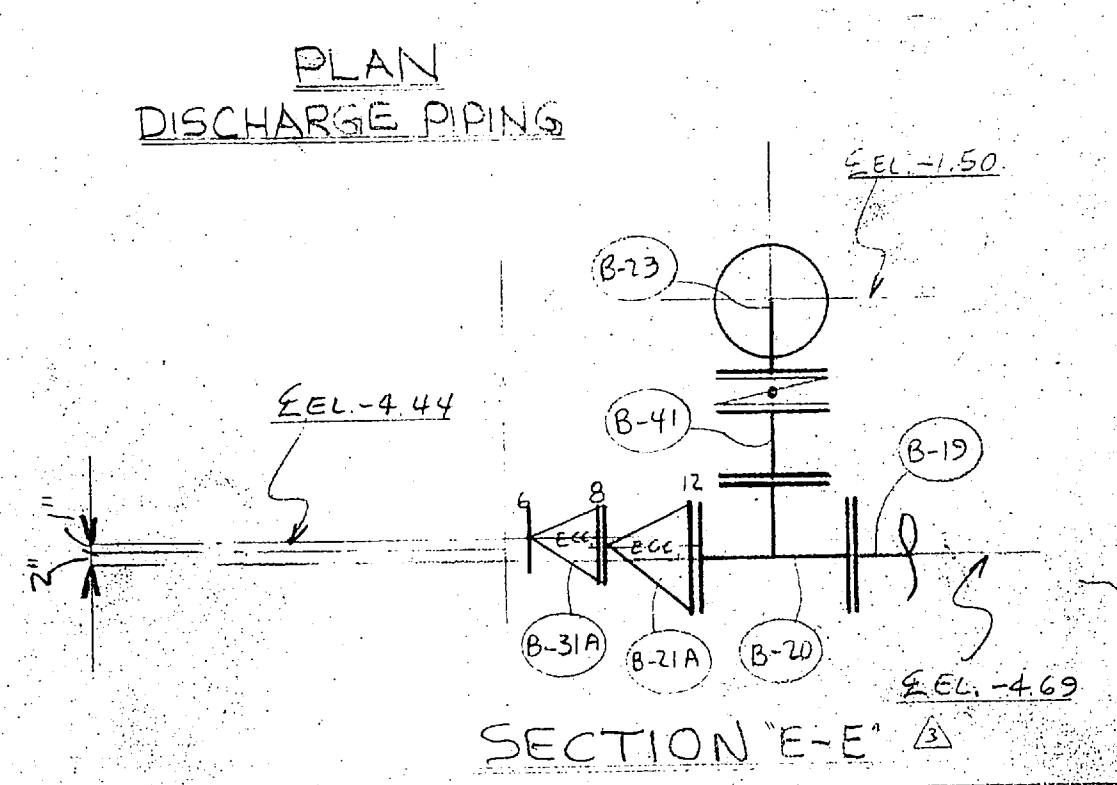 PLAN
DISCHARGE PIPING
℄ EL. -1.50
B-23
℄ EL. -4.44
B-41
B-19
6
8
12
ECC.
ECC.
1"
2"
B-31A
B-21A
B-20
℄ EL. -4.69
SECTION "E-E"
3